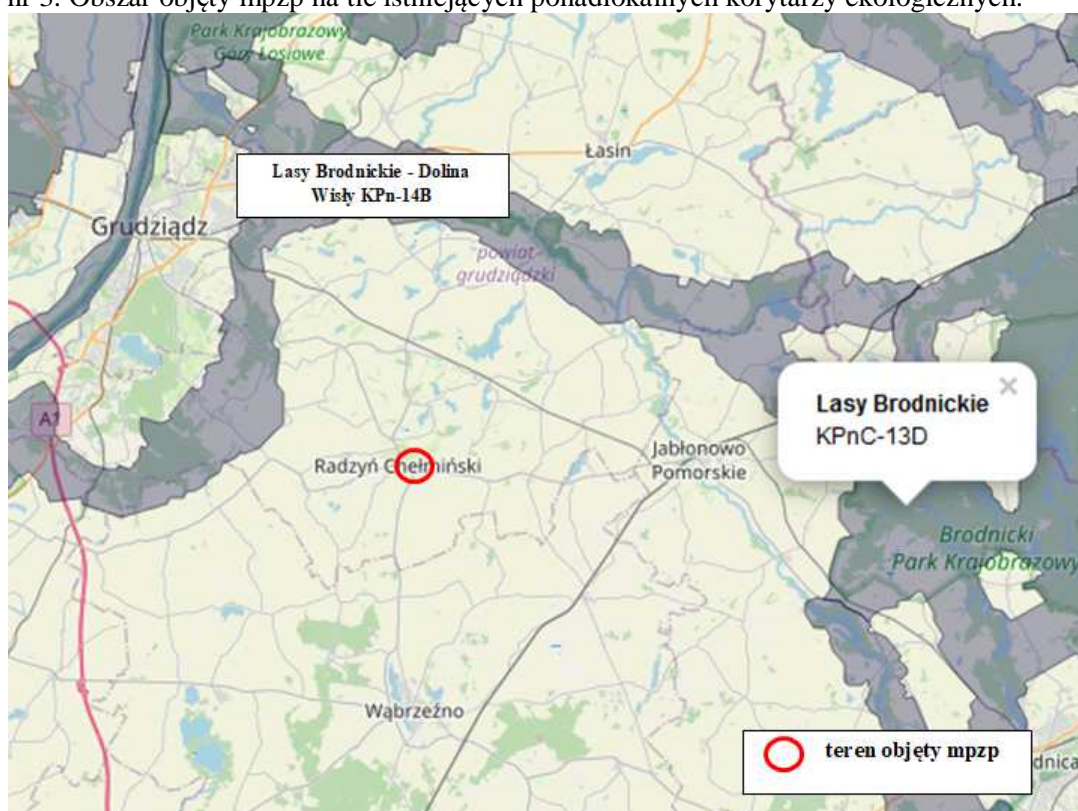 nr 3. Obszar objęty mpzp na tle istniejących ponadlokalnych korytarzy ekologicznych.
Park Krajobrazowy
Góry Łosiowe
Lasy Brodnickie - Dolina
Wisły KPn-14B
Łasin
Grudziądz
powiat
grudziądzki
A1
Lasy Brodnickie
KPnC-13D
×
Radzyń Chełmiński
Jabłonowo
Pomorskie
Brodnicki
Park Krajobrazowy
Wąbrzeźno
teren objęty mpzp
dnica